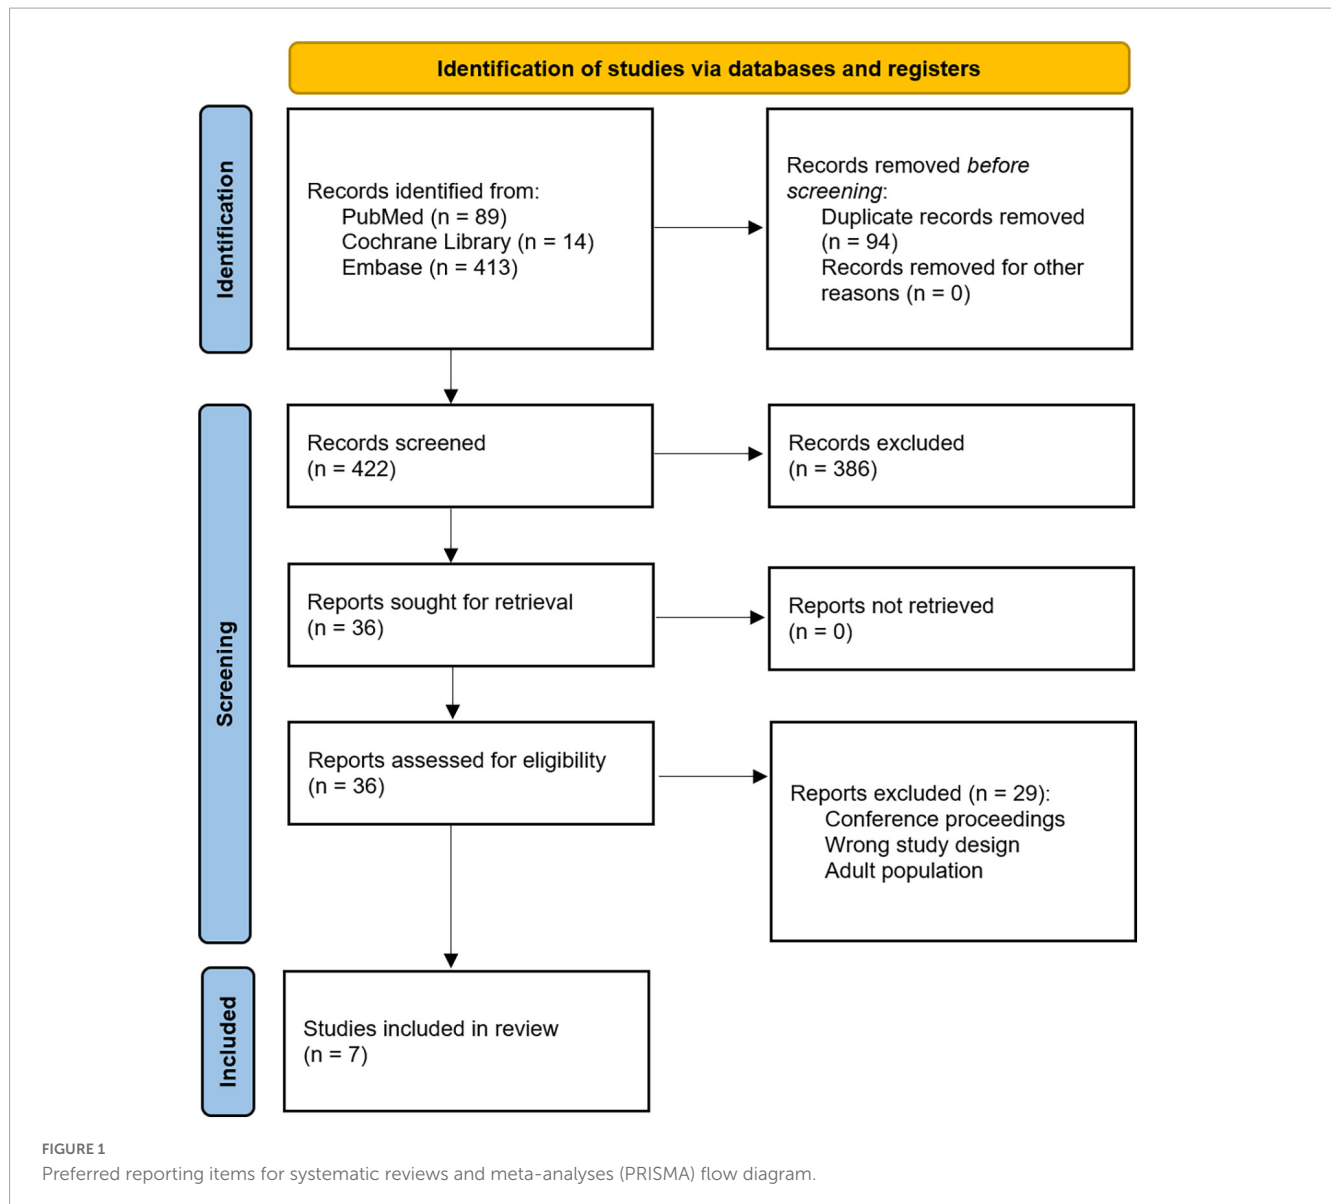 Identification of studies via databases and registers
Identification
Records identified from:
PubMed (n = 89)
Cochrane Library (n = 14)
Embase (n = 413)
Records removed before
screening:
Duplicate records removed
(n = 94)
Records removed for other
reasons (n = 0)
Screening
Records screened
(n = 422)
Records excluded
(n = 386)
Reports sought for retrieval
(n = 36)
Reports not retrieved
(n = 0)
Reports assessed for eligibility
(n = 36)
Reports excluded (n = 29):
Conference proceedings
Wrong study design
Adult population
Included
Studies included in review
(n = 7)
FIGURE 1
Preferred reporting items for systematic reviews and meta-analyses (PRISMA) flow diagram.